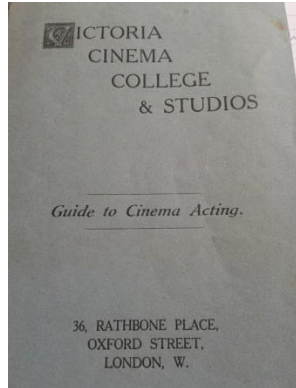 VICTORIA
CINEMA
COLLEGE
& STUDIOS
Guide to Cinema Acting.
36, RATHBONE PLACE,
OXFORD STREET,
LONDON, W.